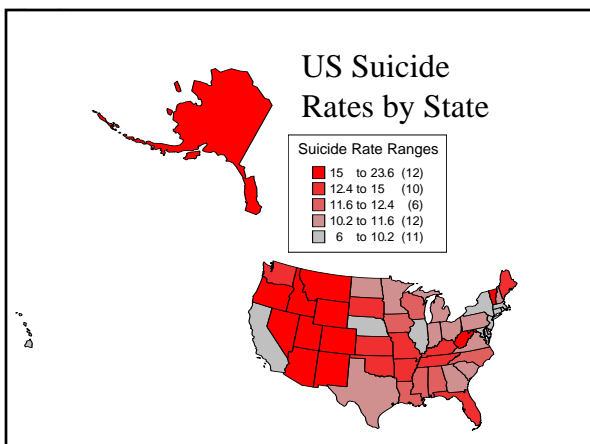 US Suicide
Rates by State
Suicide Rate Ranges
15 to 23.6 (12)
12.4 to 15 (10)
11.6 to 12.4 (6)
10.2 to 11.6 (12)
6 to 10.2 (11)